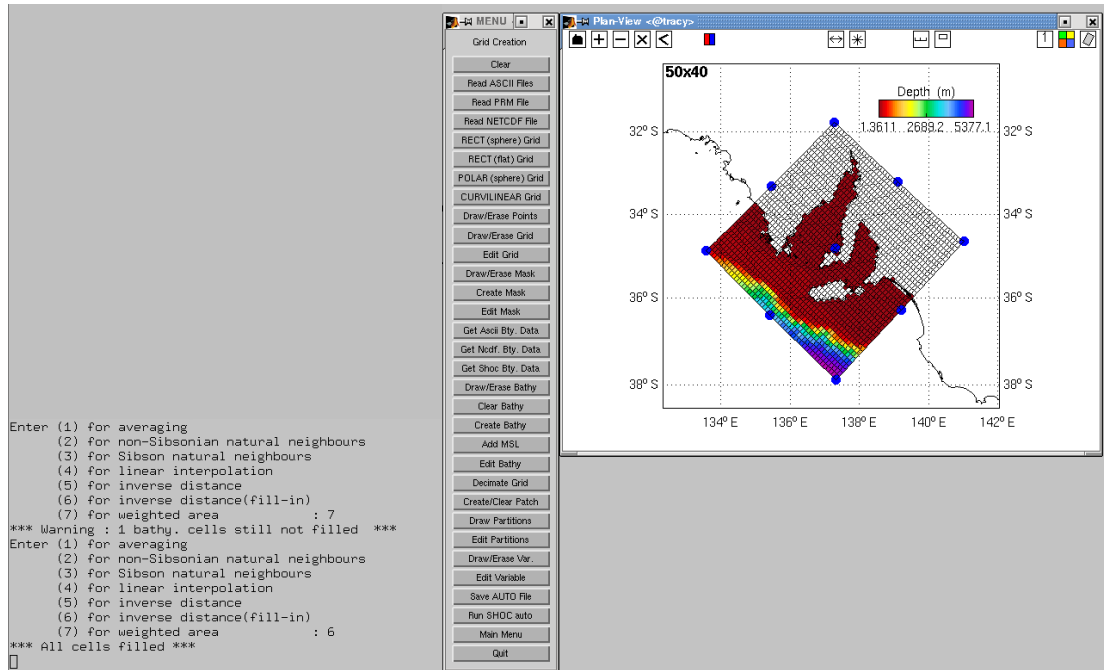 MENU
Grid Creation
Clear
Read ASCII Files
Read PRM File
Read NETCDF File
RECT (sphere) Grid
RECT (flat) Grid
POLAR (sphere) Grid
CURVILINEAR Grid
Draw/Erase Points
Draw/Erase Grid
Edit Grid
Draw/Erase Mask
Create Mask
Edit Mask
Get Ascii Bty. Data
Get Ncdf. Bty. Data
Get Shoc Bty. Data
Draw/Erase Bathy
Clear Bathy
Create Bathy
Add MSL
Edit Bathy
Decimate Grid
Create/Clear Patch
Draw Partitions
Edit Partitions
Draw/Erase Var.
Edit Variable
Save AUTO File
Run SHOC auto
Main Menu
Quit
Plan-View <@tracy>
1
50x40
Depth (m)
1.3611 2689.2 5377.1
32° S 32° S
34° S 34° S
36° S 36° S
38° S 38° S
134° E 136° E 138° E 140° E 142° E
Enter (1) for averaging
(2) for non-Sibsonian natural neighbours
(3) for Sibson natural neighbours
(4) for linear interpolation
(5) for inverse distance
(6) for inverse distance(fill-in)
(7) for weighted area : 7
*** Warning : 1 bathy. cells still not filled ***
Enter (1) for averaging
(2) for non-Sibsonian natural neighbours
(3) for Sibson natural neighbours
(4) for linear interpolation
(5) for inverse distance
(6) for inverse distance(fill-in)
(7) for weighted area : 6
*** All cells filled ***